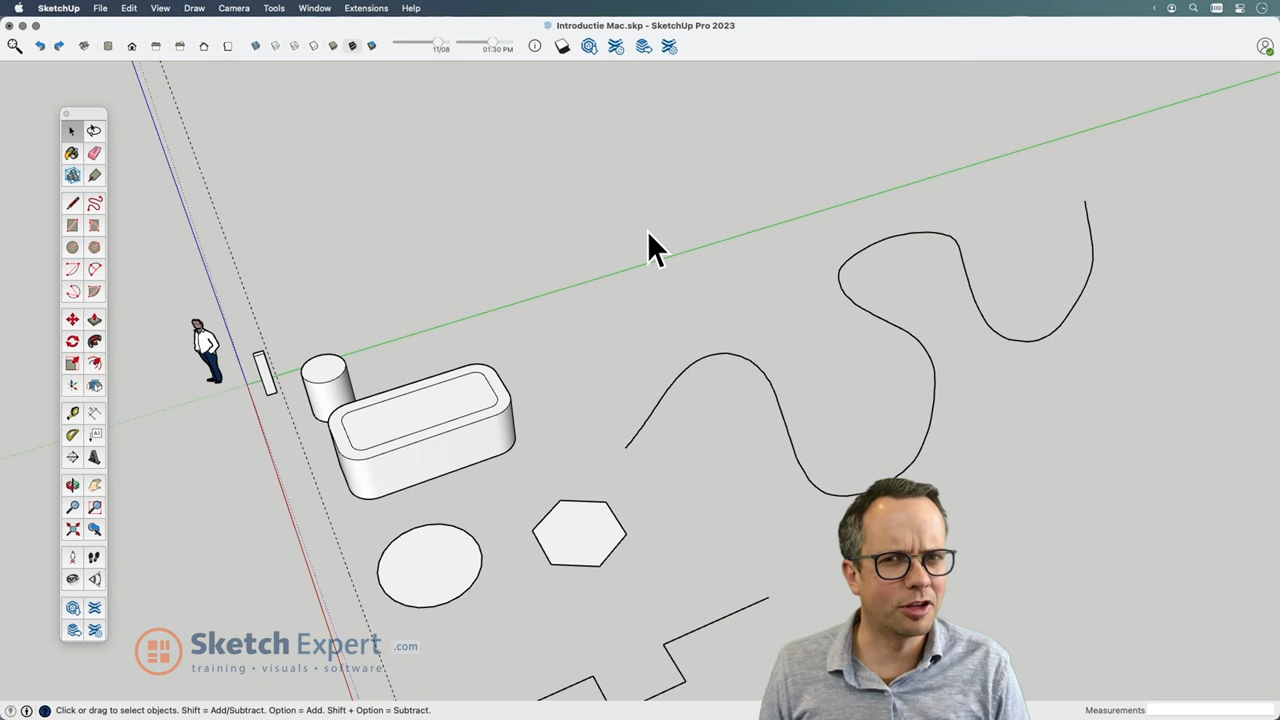 SketchUp File Edit Draw Camera Tools Window Extensions Help
Introductie Mac.skp - SketchUp Pro 2023
11/08 01:30 PM
A1
Sketch Expert .com
training • visuals • software
Click or drag to select objects. Shift = Add/Subtract. Option = Add. Shift + Option = Subtract. Measurements